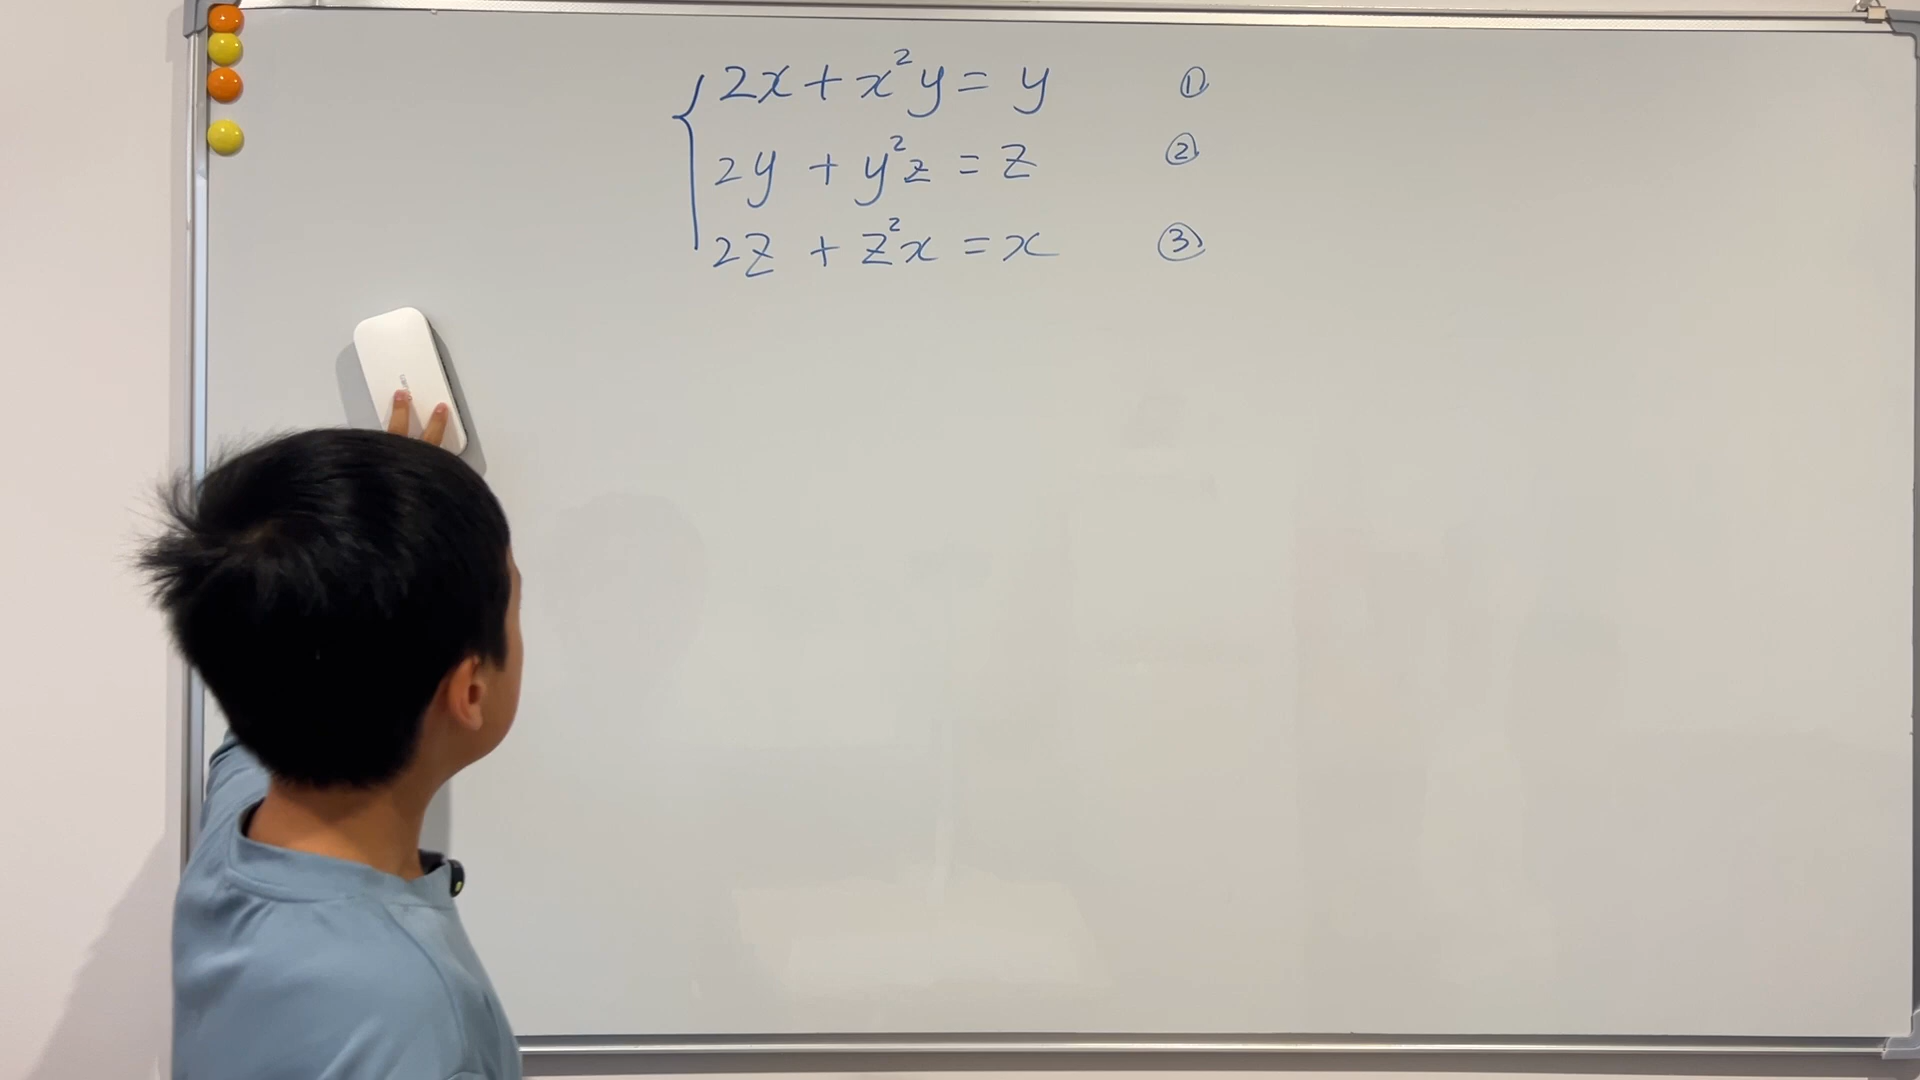 2x + x²y = y ①
2y + y²z = z ②
2z + z²x = x ③